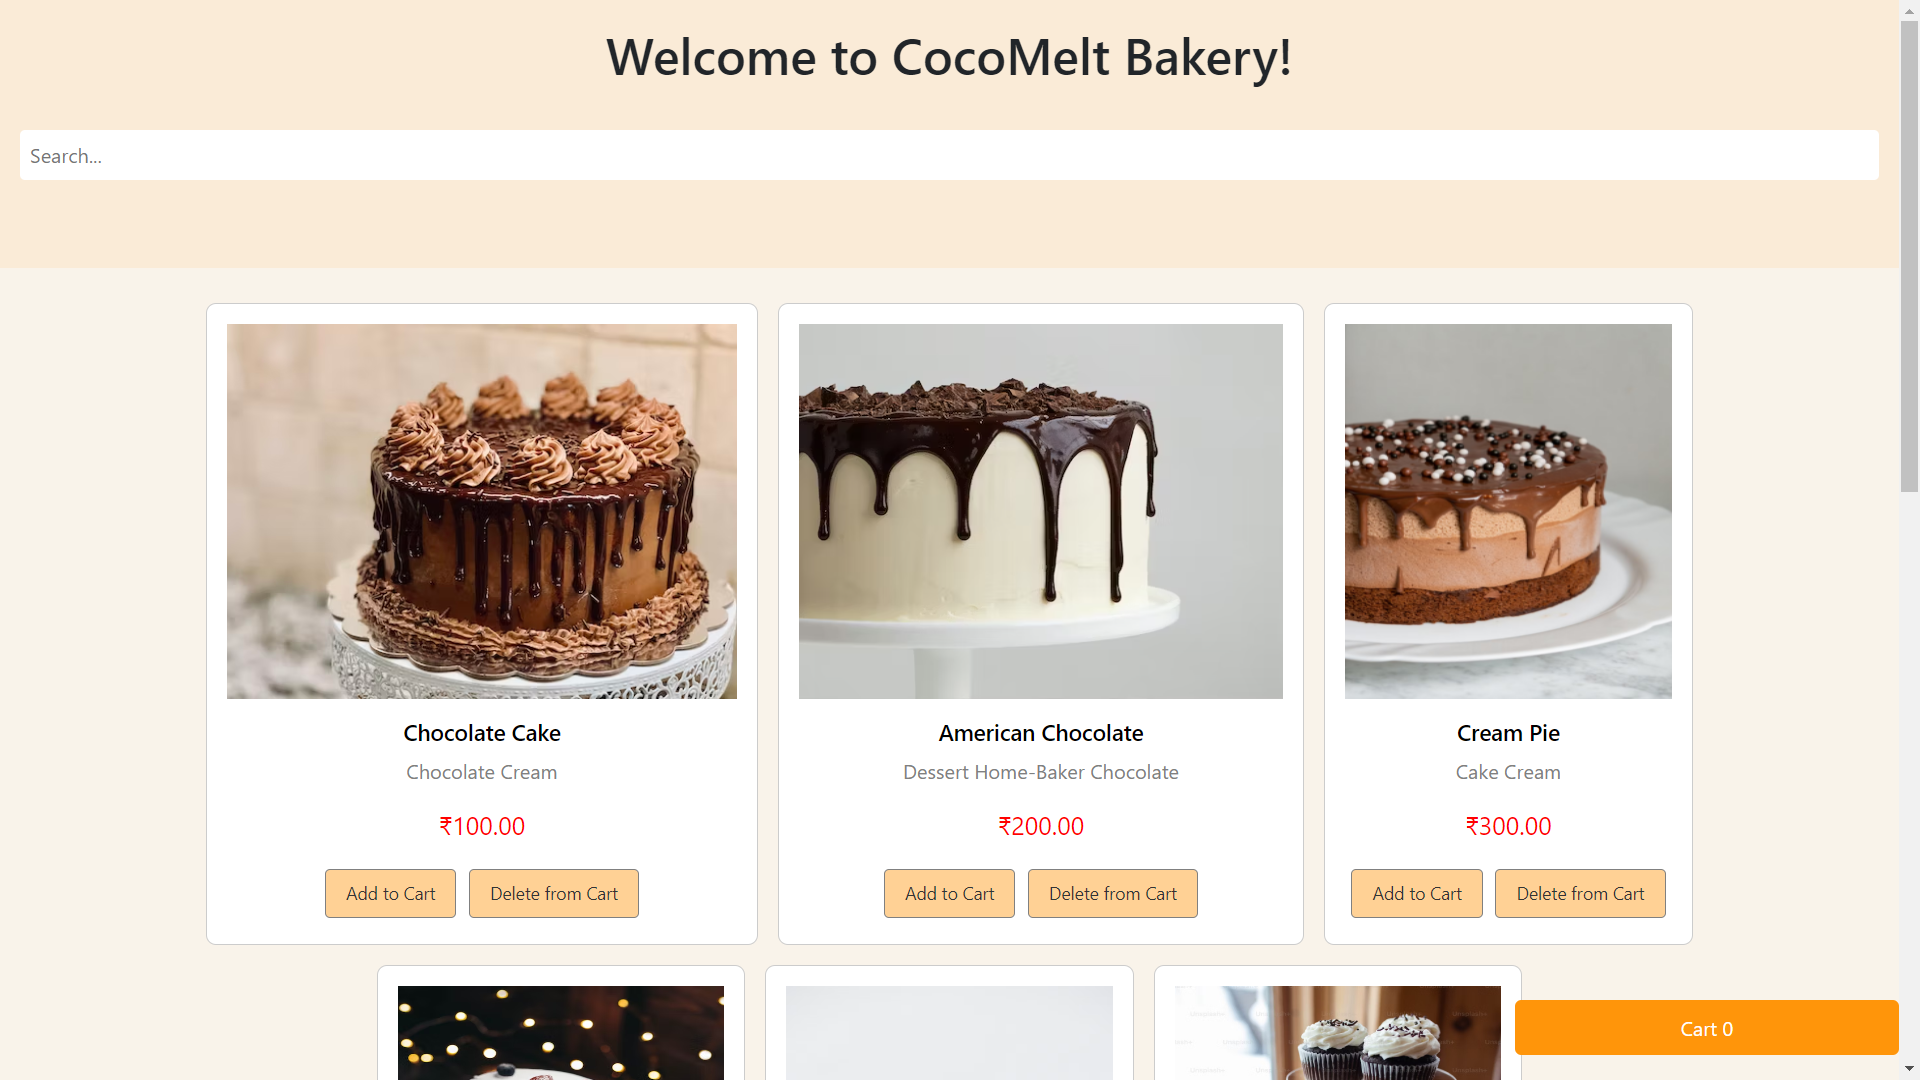 Welcome to CocoMelt Bakery!
Search...
Chocolate Cake
Chocolate Cream
₹100.00
Add to Cart
Delete from Cart
American Chocolate
Dessert Home-Baker Chocolate
₹200.00
Add to Cart
Delete from Cart
Cream Pie
Cake Cream
₹300.00
Add to Cart
Delete from Cart
Cart 0